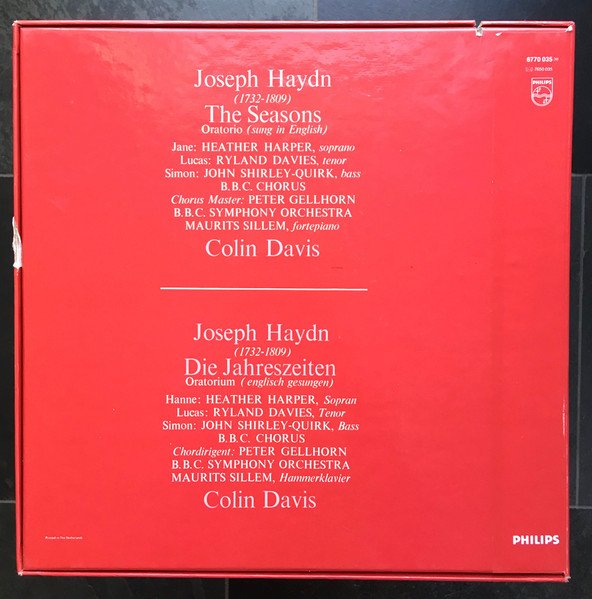 6770 035
PHILIPS
Joseph Haydn
(1732-1809)
The Seasons
Oratorio (sung in English)
Jane: HEATHER HARPER, soprano
Lucas: RYLAND DAVIES, tenor
Simon: JOHN SHIRLEY-QUIRK, bass
B.B.C. CHORUS
Chorus Master: PETER GELLHORN
B.B.C. SYMPHONY ORCHESTRA
MAURITS SILLEM, fortepiano
Colin Davis
Joseph Haydn
(1732-1809)
Die Jahreszeiten
Oratorium (englisch gesungen)
Hanne: HEATHER HARPER, Sopran
Lucas: RYLAND DAVIES, Tenor
Simon: JOHN SHIRLEY-QUIRK, Bass
B.B.C. CHORUS
Chordirigent: PETER GELLHORN
B.B.C. SYMPHONY ORCHESTRA
MAURITS SILLEM, Hammerklavier
Colin Davis
PHILIPS